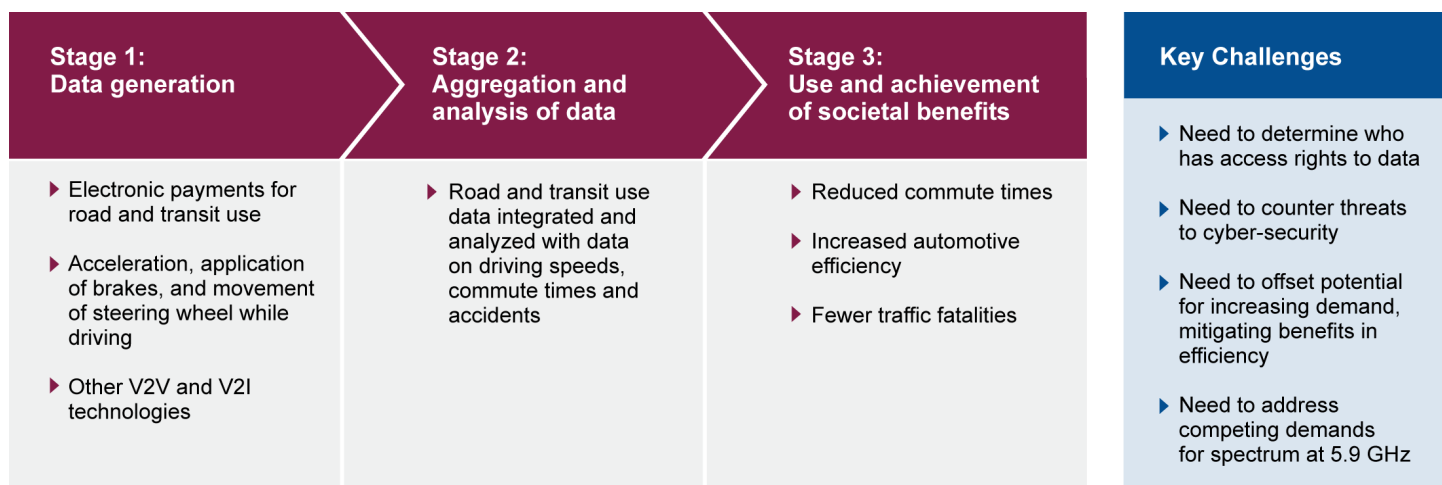 Stage 1:
Data generation
Electronic payments for
road and transit use
Acceleration, application
of brakes, and movement
of steering wheel while
driving
Other V2V and V2I
technologies
Stage 2:
Aggregation and
analysis of data
Road and transit use
data integrated and
analyzed with data
on driving speeds,
commute times and
accidents
Stage 3:
Use and achievement
of societal benefits
Reduced commute times
Increased automotive
efficiency
Fewer traffic fatalities
Key Challenges
Need to determine who
has access rights to data
Need to counter threats
to cyber-security
Need to offset potential
for increasing demand,
mitigating benefits in
efficiency
Need to address
competing demands
for spectrum at 5.9 GHz